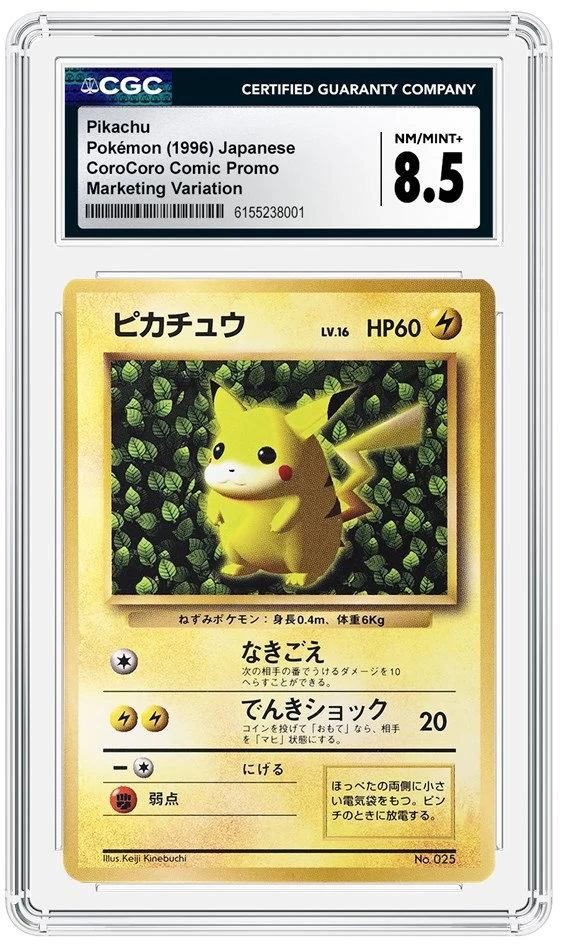 CGC
CERTIFIED GUARANTY COMPANY
Pikachu
Pokémon (1996) Japanese
CoroCoro Comic Promo
Marketing Variation
6155238001
NM/MINT+
8.5
ピカチュウ LV.16 HP60
ねずみポケモン：身長0.4m、体重6Kg
なきごえ
次の相手の番でうけるダメージを10
へらすことができる。
でんきショック 20
コインを投げて「おもて」なら、相手
を「マヒ」状態にする。
にげる
弱点
ほっぺたの両側に小さ
い電気袋をもつ。ピン
チのときに放電する。
Illus.Keiji Kinebuchi No.025